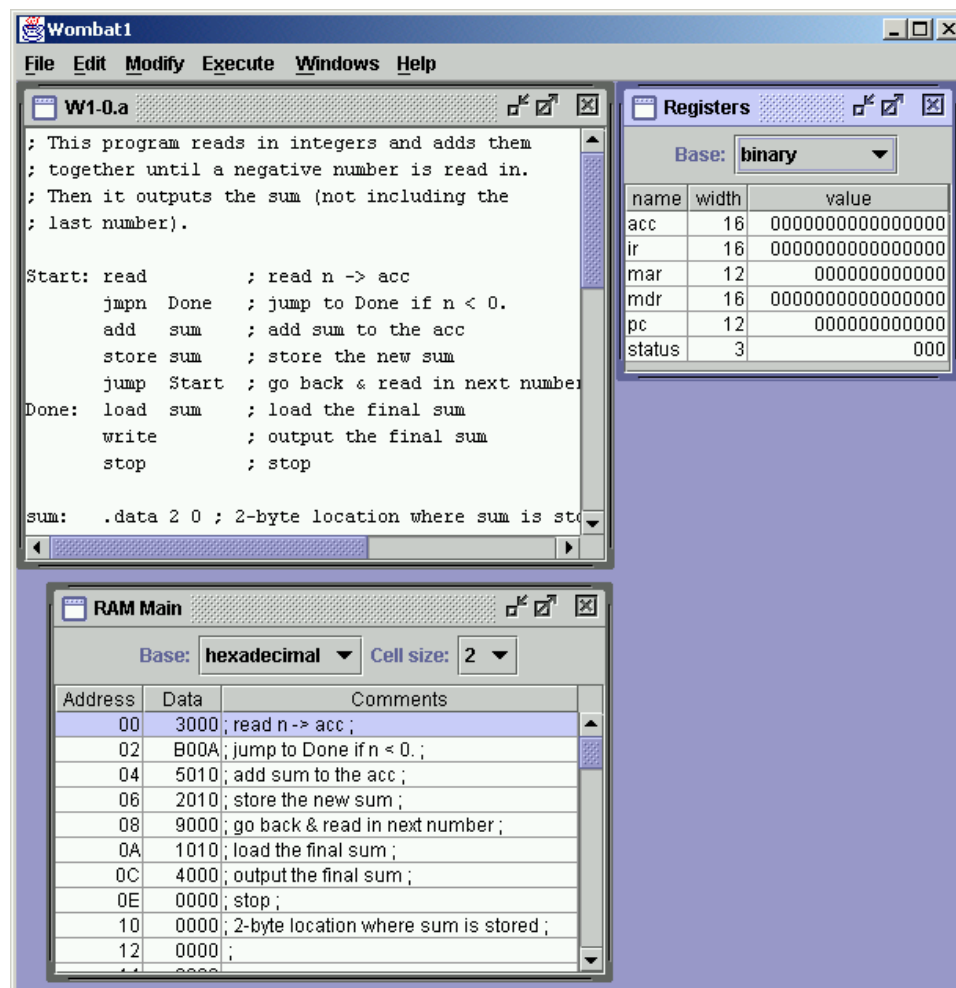 Wombat1
File Edit Modify Execute Windows Help
W1-0.a
; This program reads in integers and adds them
; together until a negative number is read in.
; Then it outputs the sum (not including the
; last number).
Start: read ; read n -> acc
jmpn Done ; jump to Done if n < 0.
add sum ; add sum to the acc
store sum ; store the new sum
jump Start ; go back & read in next number
Done: load sum ; load the final sum
write ; output the final sum
stop ; stop
sum: .data 2 0 ; 2-byte location where sum is sto
Registers
Base: binary
name width value
acc 16 0000000000000000
ir 16 0000000000000000
mar 12 000000000000
mdr 16 0000000000000000
pc 12 000000000000
status 3 000
RAM Main
Base: hexadecimal Cell size: 2
Address Data Comments
00 3000 ; read n -> acc ;
02 B00A ; jump to Done if n < 0. ;
04 5010 ; add sum to the acc ;
06 2010 ; store the new sum ;
08 9000 ; go back & read in next number ;
0A 1010 ; load the final sum ;
0C 4000 ; output the final sum ;
0E 0000 ; stop ;
10 0000 ; 2-byte location where sum is stored ;
12 0000 ;